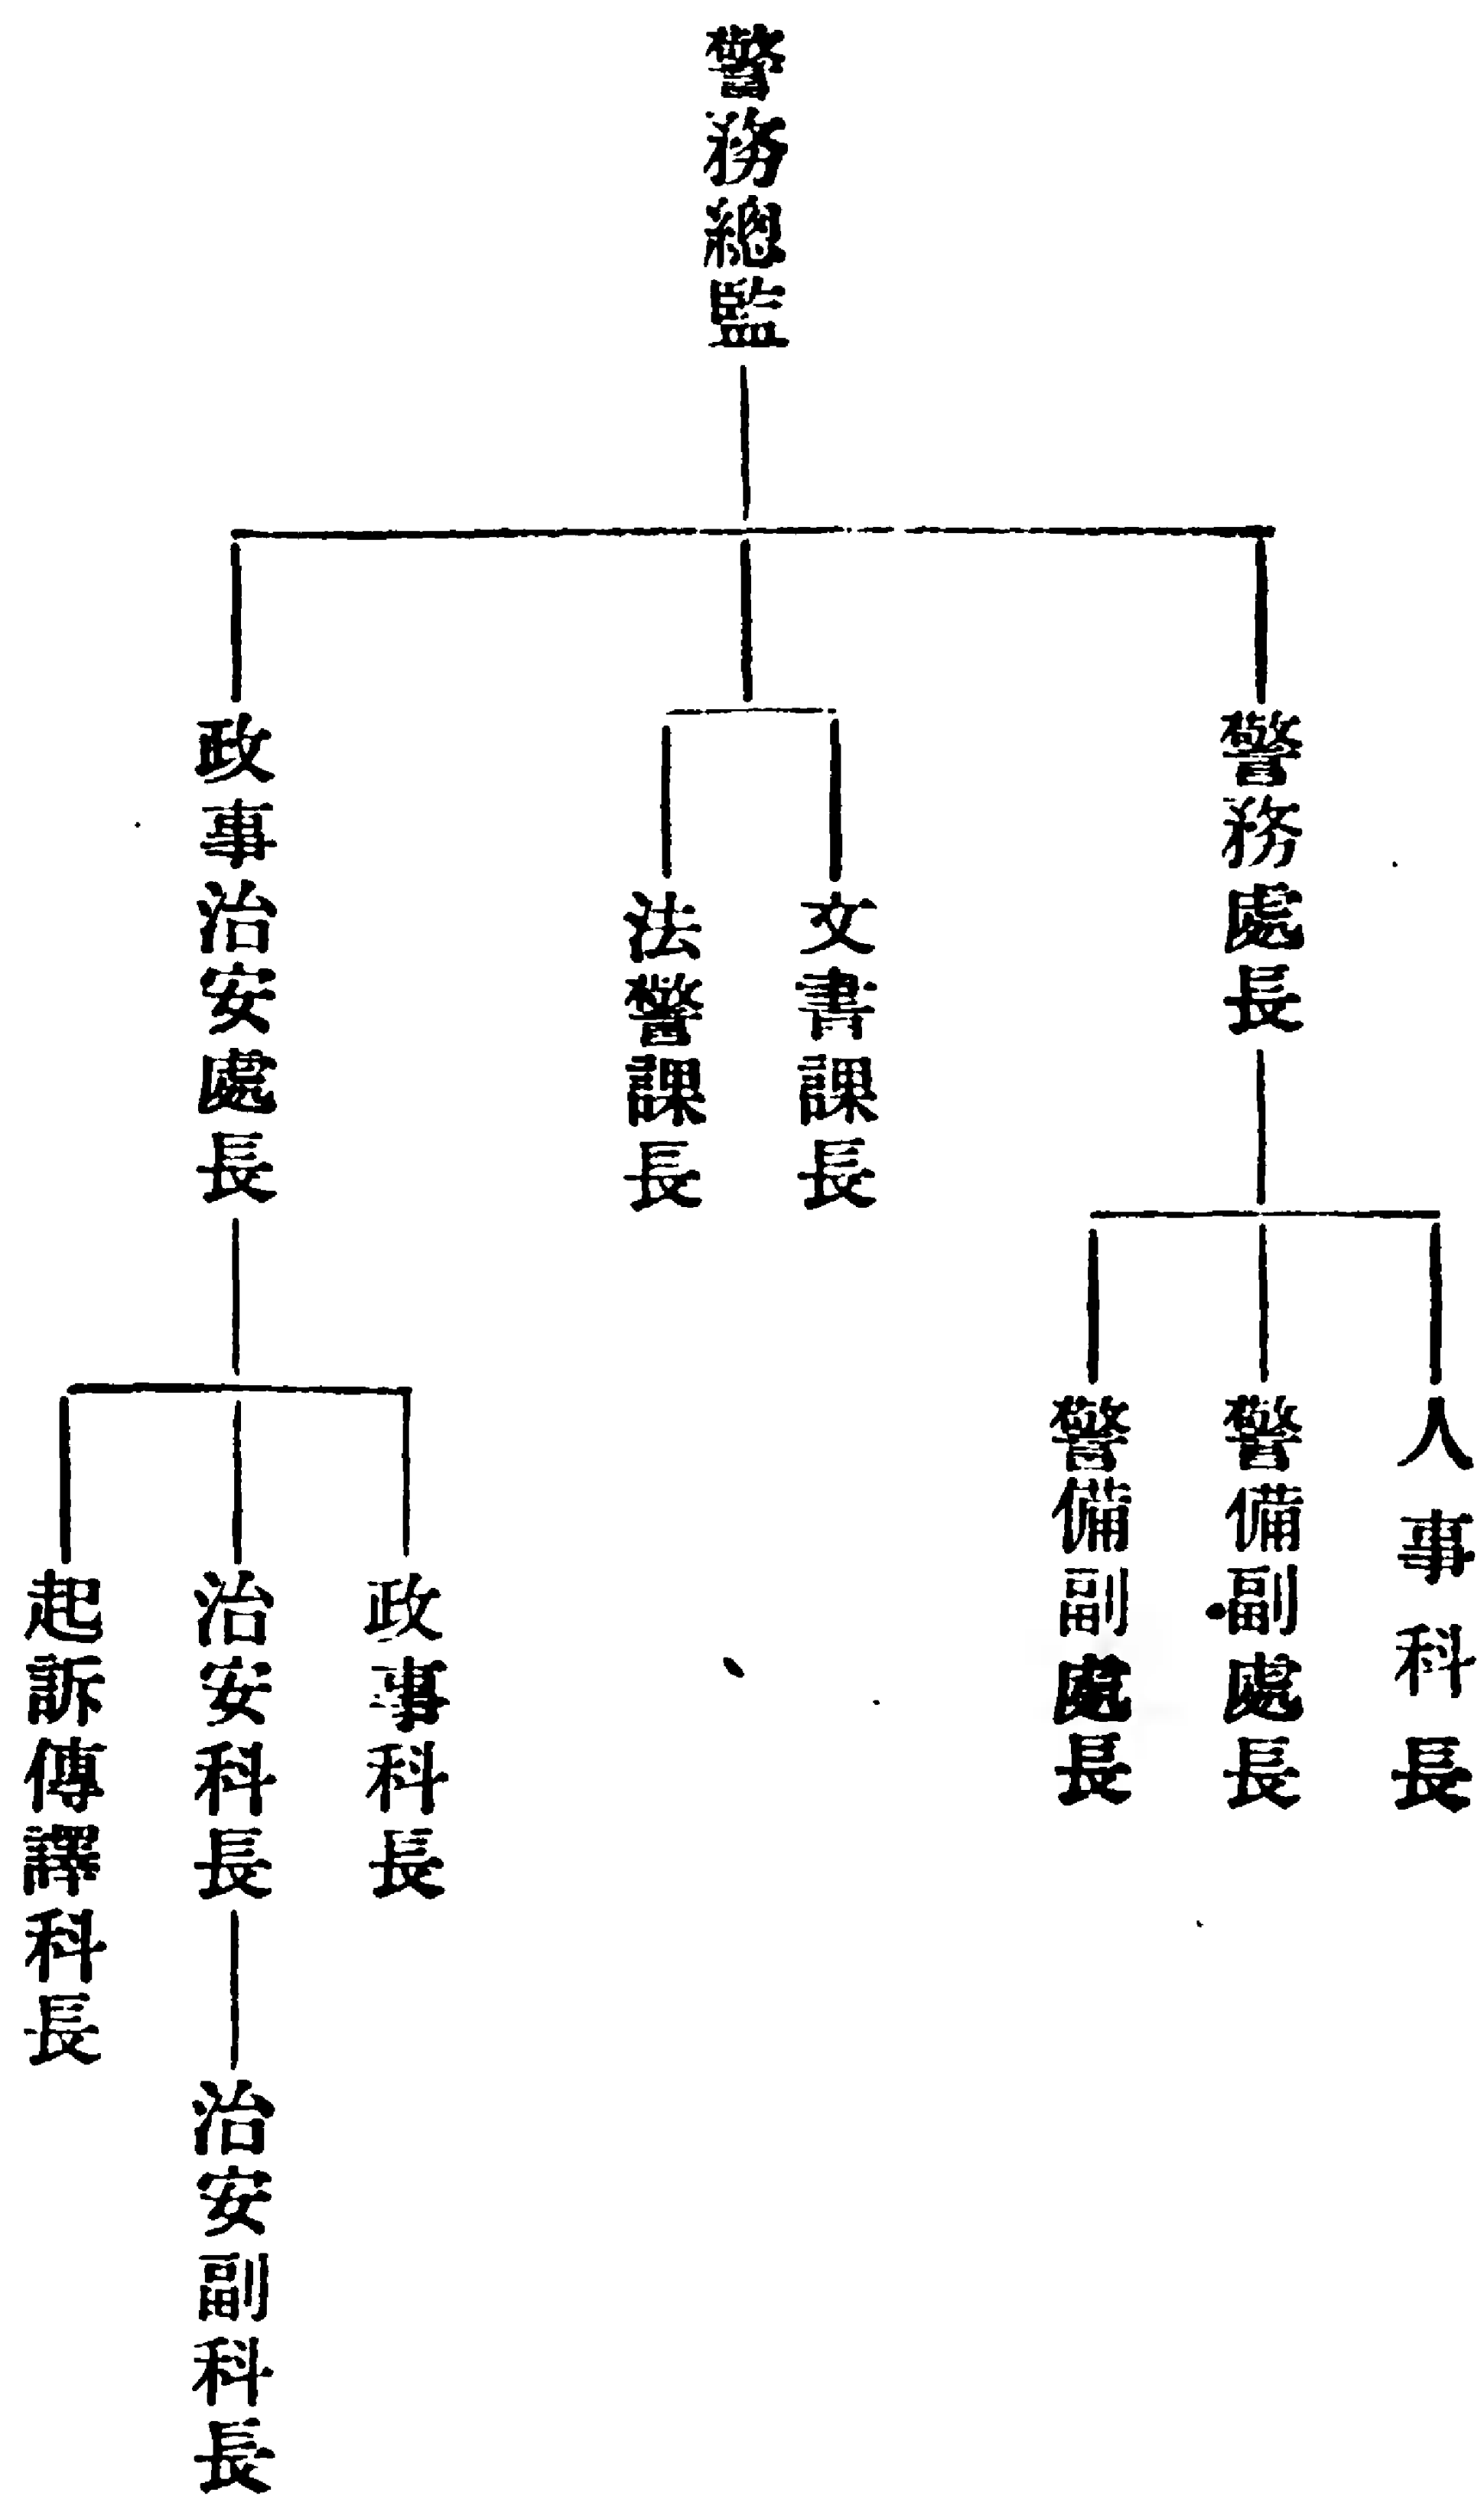 警務總監
警務處長
人事科長
警備副處長
警備副處長
文書課長
法警課長
政事治安處長
政事科長
治安科長
治安副科長
起訴傳譯科長